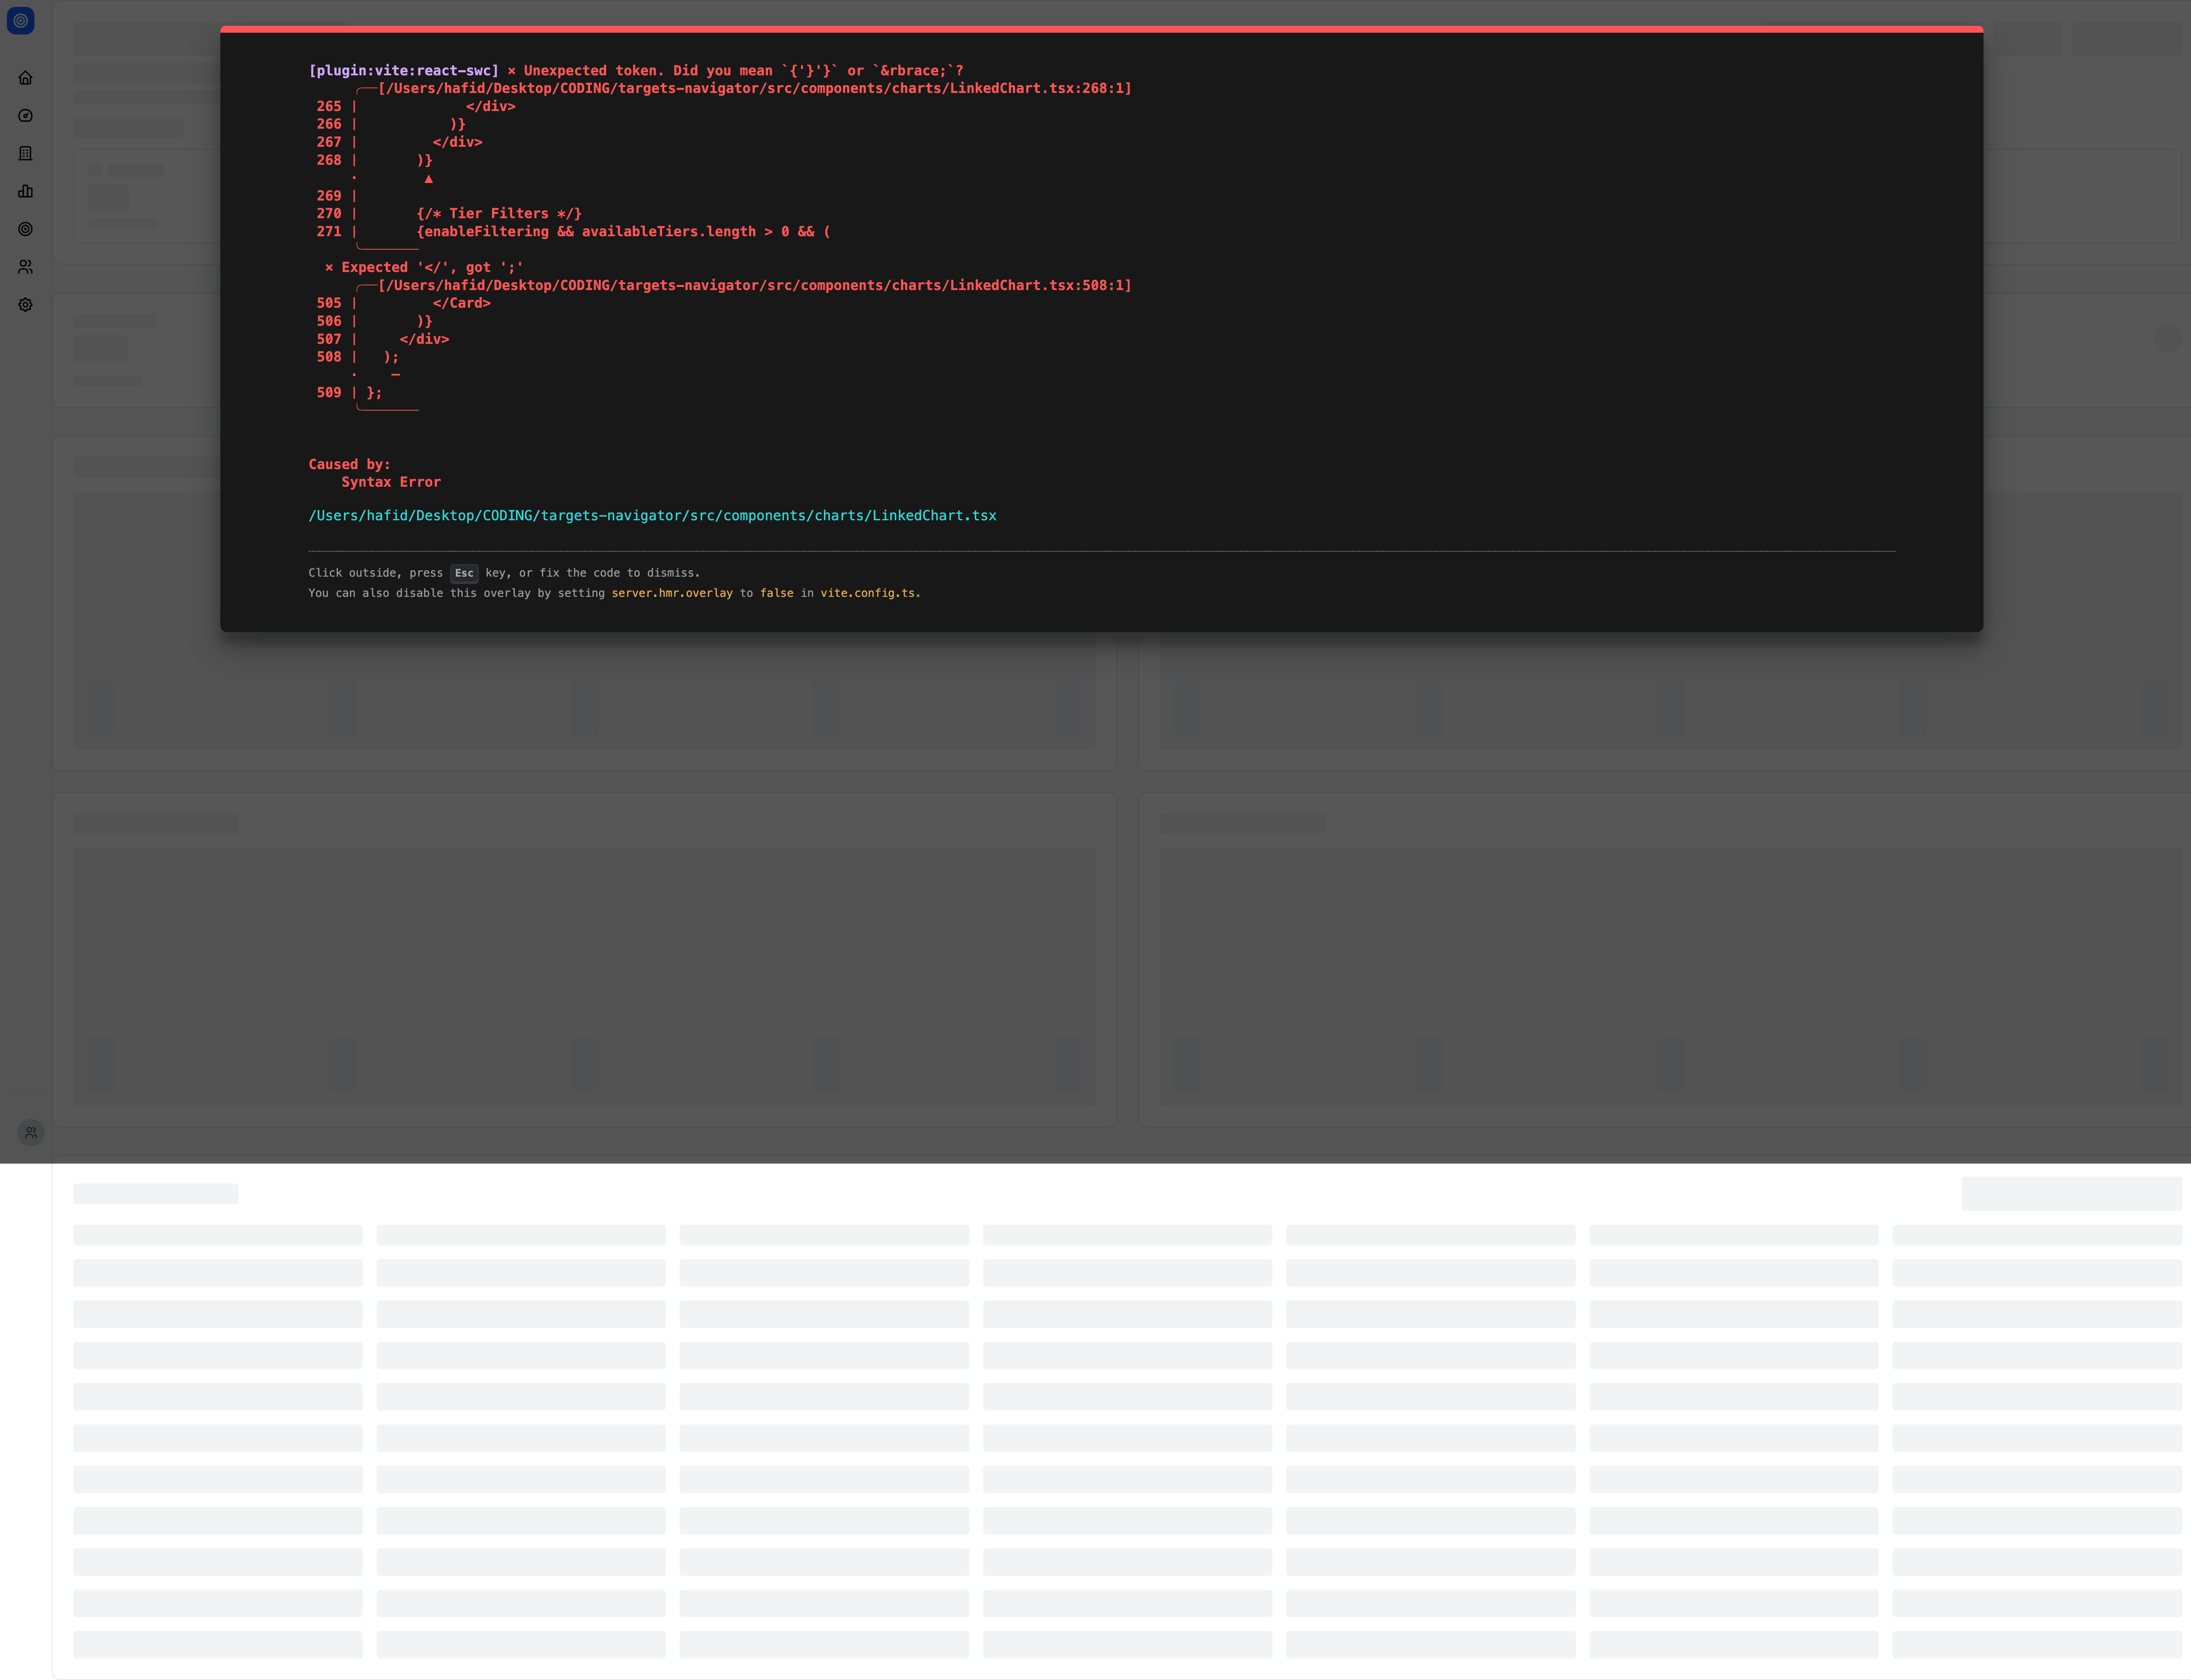 [plugin:vite:react-swc] × Unexpected token. Did you mean `{'}'}` or `&rbrace;`?
╭──[/Users/hafid/Desktop/CODING/targets-navigator/src/components/charts/LinkedChart.tsx:268:1]
265 |             </div>
266 |           )}
267 |         </div>
268 |       )}
·        ▲
269 |
270 |       {/* Tier Filters */}
271 |       {enableFiltering && availableTiers.length > 0 && (
╰───────
× Expected '</', got ';'
╭──[/Users/hafid/Desktop/CODING/targets-navigator/src/components/charts/LinkedChart.tsx:508:1]
505 |         </Card>
506 |       )}
507 |     </div>
508 |   );
·    ─
509 | };
╰───────
Caused by:
    Syntax Error
/Users/hafid/Desktop/CODING/targets-navigator/src/components/charts/LinkedChart.tsx
Click outside, press Esc key, or fix the code to dismiss.
You can also disable this overlay by setting server.hmr.overlay to false in vite.config.ts.